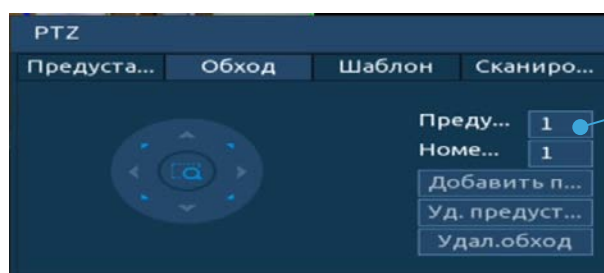 PTZ
Предуста... Обход Шаблон Сканиро...
Преду... 1
Номе... 1
Добавить п...
Уд. предуст...
Удал.обход